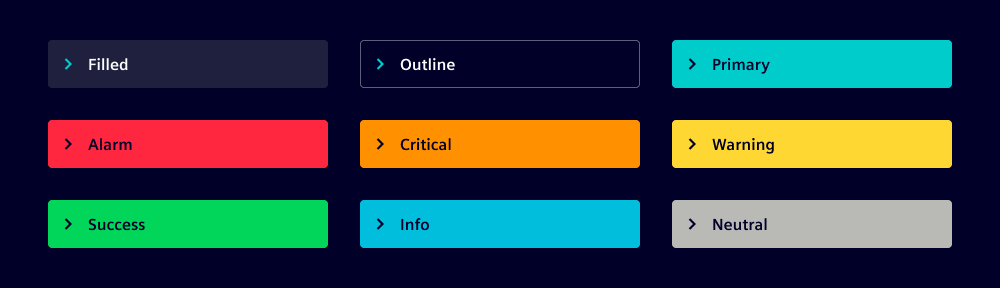 Filled
Outline
Primary
Alarm
Critical
Warning
Success
Info
Neutral